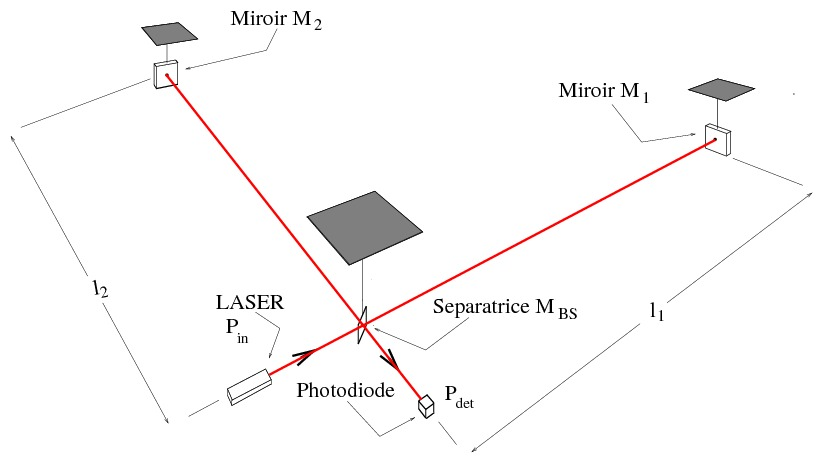 Miroir M2
Miroir M1
l2
LASER
Pin
Separatrice MBS
l1
Photodiode
Pdet